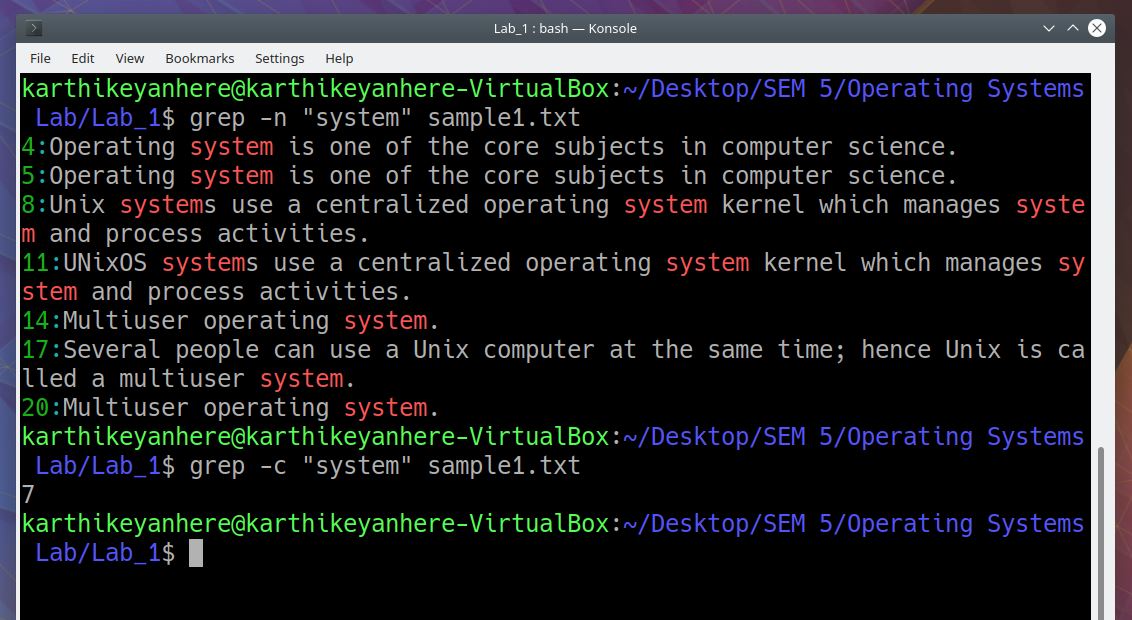 Lab_1 : bash — Konsole
File Edit View Bookmarks Settings Help
karthikeyanhere@karthikeyanhere-VirtualBox:~/Desktop/SEM 5/Operating Systems
Lab/Lab_1$ grep -n "system" sample1.txt
4:Operating system is one of the core subjects in computer science.
5:Operating system is one of the core subjects in computer science.
8:Unix systems use a centralized operating system kernel which manages syste
m and process activities.
11:UNixOS systems use a centralized operating system kernel which manages sy
stem and process activities.
14:Multiuser operating system.
17:Several people can use a Unix computer at the same time; hence Unix is ca
lled a multiuser system.
20:Multiuser operating system.
karthikeyanhere@karthikeyanhere-VirtualBox:~/Desktop/SEM 5/Operating Systems
Lab/Lab_1$ grep -c "system" sample1.txt
7
karthikeyanhere@karthikeyanhere-VirtualBox:~/Desktop/SEM 5/Operating Systems
Lab/Lab_1$